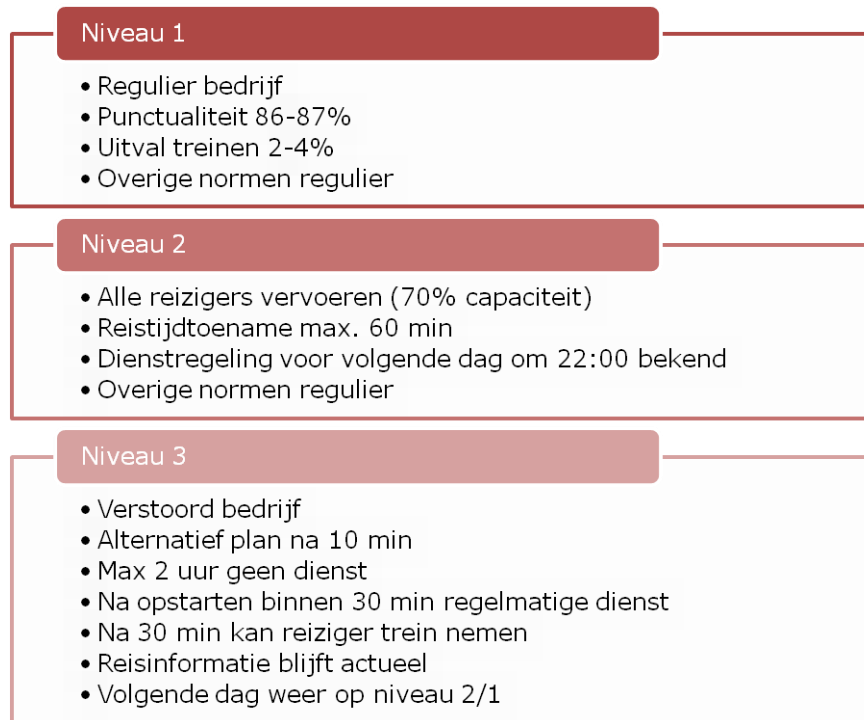 Niveau 1
• Regulier bedrijf
• Punctualiteit 86-87%
• Uitval treinen 2-4%
• Overige normen regulier
Niveau 2
• Alle reizigers vervoeren (70% capaciteit)
• Reistijdtoename max. 60 min
• Dienstregeling voor volgende dag om 22:00 bekend
• Overige normen regulier
Niveau 3
• Verstoord bedrijf
• Alternatief plan na 10 min
• Max 2 uur geen dienst
• Na opstarten binnen 30 min regelmatige dienst
• Na 30 min kan reiziger trein nemen
• Reisinformatie blijft actueel
• Volgende dag weer op niveau 2/1